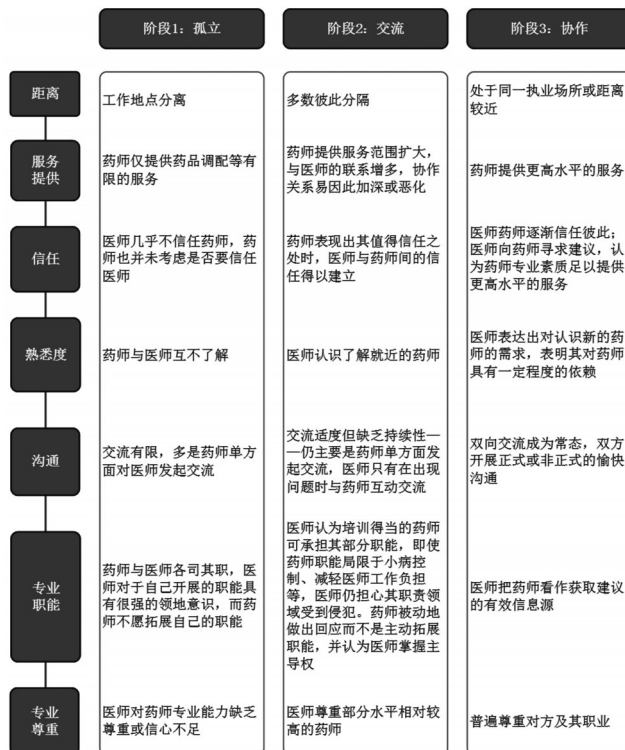 阶段1：孤立
阶段2：交流
阶段3：协作
距离
工作地点分离
多数彼此分隔
处于同一执业场所或距离
较近
服务
提供
药师仅提供药品调配等有
限的服务
药师提供服务范围扩大，
与医师的联系增多，协作
关系易因此加深或恶化
药师提供更高水平的服务
信任
医师几乎不信任药师，药
师也并未考虑是否要信任
医师
药师表现出其值得信任之
处时，医师与药师间的信
任得以建立
医师药师逐渐信任彼此；
医师向药师寻求建议，认
为药师专业素质足以提供
更高水平的服务
熟悉度
药师与医师互不了解
医师认识了解就近的药师
医师表达出对认识新的药
师的需求，表明其对药师
具有一定程度的依赖
沟通
交流有限，多是药师单方
面对医师发起交流
交流适度但缺乏持续性—
—仍主要是药师单方面发
起交流，医师只有在出现
问题时与药师互动交流
双向交流成为常态，双方
开展正式或非正式的愉快
沟通
专业
职能
药师与医师各司其职，医
师对于自己开展的职能具
有很强的领地意识，而药
师不愿拓展自己的职能
医师认为培训得当的药师
可承担其部分职能，即使
药师职能局限于小病控
制、减轻医师工作负担
等，医师仍担心其职责领
域受到侵犯。药师被动地
做出回应而不是主动拓展
职能，并认为医师掌握主
导权
医师把药师看作获取建议
的有效信息源
专业
尊重
医师对药师专业能力缺乏
尊重或信心不足
医师尊重部分水平相对较
高的药师
普遍尊重对方及其职业